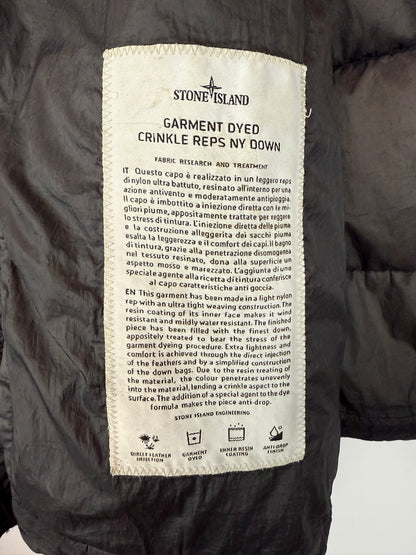 STONE ISLAND
GARMENT DYED
CRINKLE REPS NY DOWN
FABRIC RESEARCH AND TREATMENT
IT Questo capo è realizzato in un leggero reps
di nylon ultra battuto, resinato all'interno per una
azione antivento e moderatamente antipioggia.
Il capo è imbottito a iniezione diretta con le mi-
gliori piume, appositamente trattate per reggere
lo stress di tintura. L'iniezione diretta delle piume
e la costruzione alleggerita dei sacchi piuma
esalta la leggerezza e il comfort dei capi. Il bagno
di tintura, grazie alla penetrazione disomogenea
nel tessuto resinato, dona alla superficie un
aspetto mosso e marezzato. L'aggiunta di uno
speciale agente alla ricetta di tintura conferisce
al capo caratteristiche anti goccia.
EN This garment has been made in a light nylon
rep with an ultra tight weaving construction. The
resin coating of its inner face makes it wind
resistant and mildly water resistant. The finished
piece has been filled with the finest down,
appositely treated to bear the stress of the
garment dyeing procedure. Extra lightness and
comfort is achieved through the direct injection
of the feathers and by a simplified construction
of the down bags. Due to the resin treating of
the material, the colour penetrates unevenly
into the material, lending a crinkle aspect to the
surface. The addition of a special agent to the dye
formula makes the piece anti-drop.
STONE ISLAND ENGINEERING
DIRECT FEATHER
INJECTION
GARMENT
DYED
INNER RESIN
COATING
ANTI-DROP
FINISH